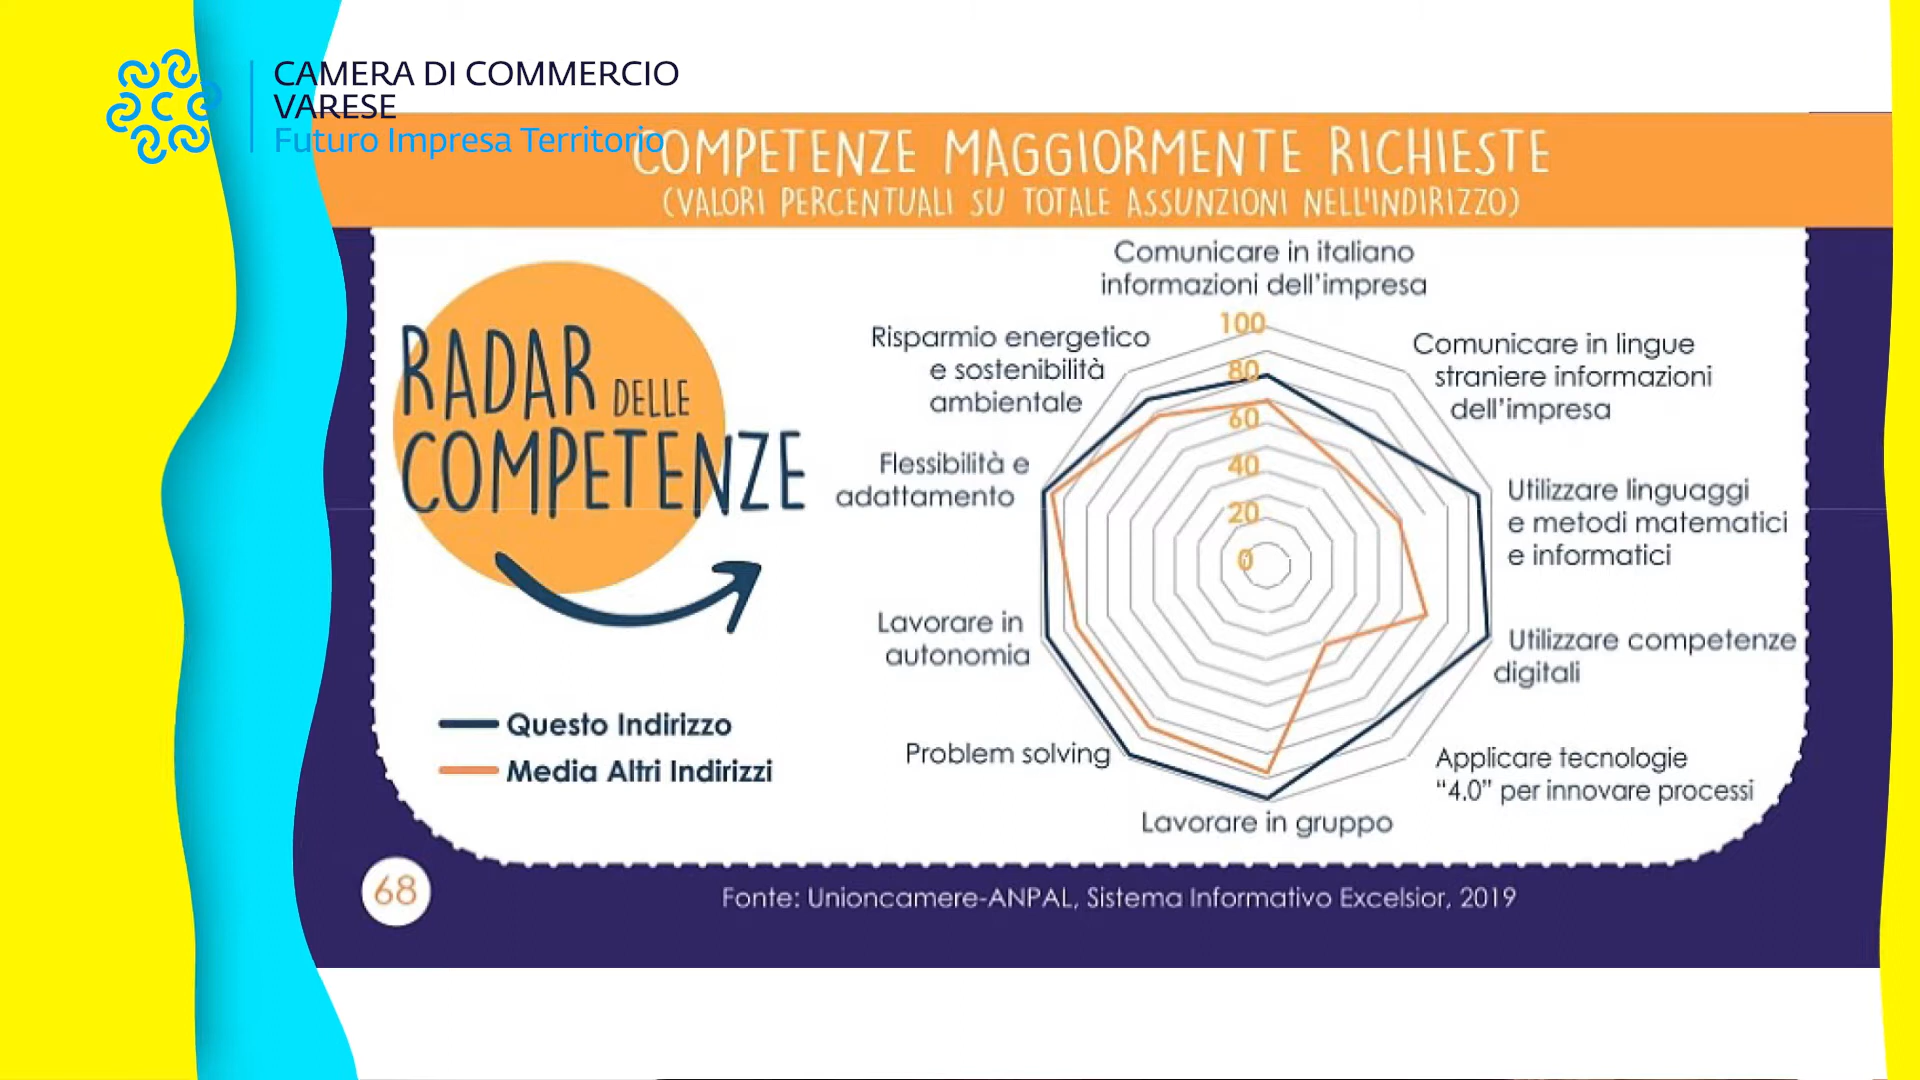 CAMERA DI COMMERCIO
VARESE
Futuro Impresa Territorio
COMPETENZE MAGGIORMENTE RICHIESTE
(VALORI PERCENTUALI SU TOTALE ASSUNZIONI NELL'INDIRIZZO)
RADAR DELLE
COMPETENZE
Questo Indirizzo
Media Altri Indirizzi
Comunicare in italiano
informazioni dell'impresa
Comunicare in lingue
straniere informazioni
dell'impresa
Utilizzare linguaggi
e metodi matematici
e informatici
Utilizzare competenze
digitali
Applicare tecnologie
"4.0" per innovare processi
Lavorare in gruppo
Problem solving
Lavorare in
autonomia
Flessibilità e
adattamento
Risparmio energetico
e sostenibilità
ambientale
100
80
60
40
20
0
68
Fonte: Unioncamere-ANPAL, Sistema Informativo Excelsior, 2019